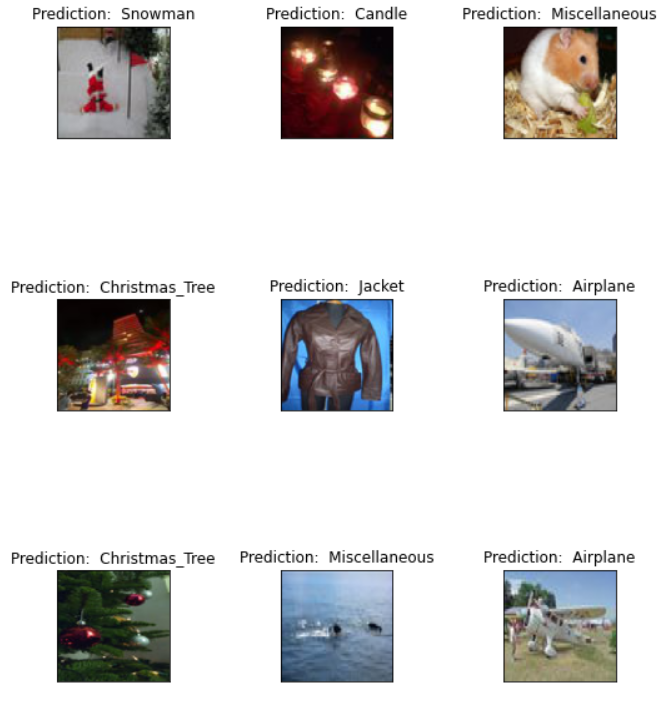 Prediction:  Snowman
Prediction:  Candle
Prediction:  Miscellaneous
Prediction:  Christmas_Tree
Prediction:  Jacket
Prediction:  Airplane
Prediction:  Christmas_Tree
Prediction:  Miscellaneous
Prediction:  Airplane